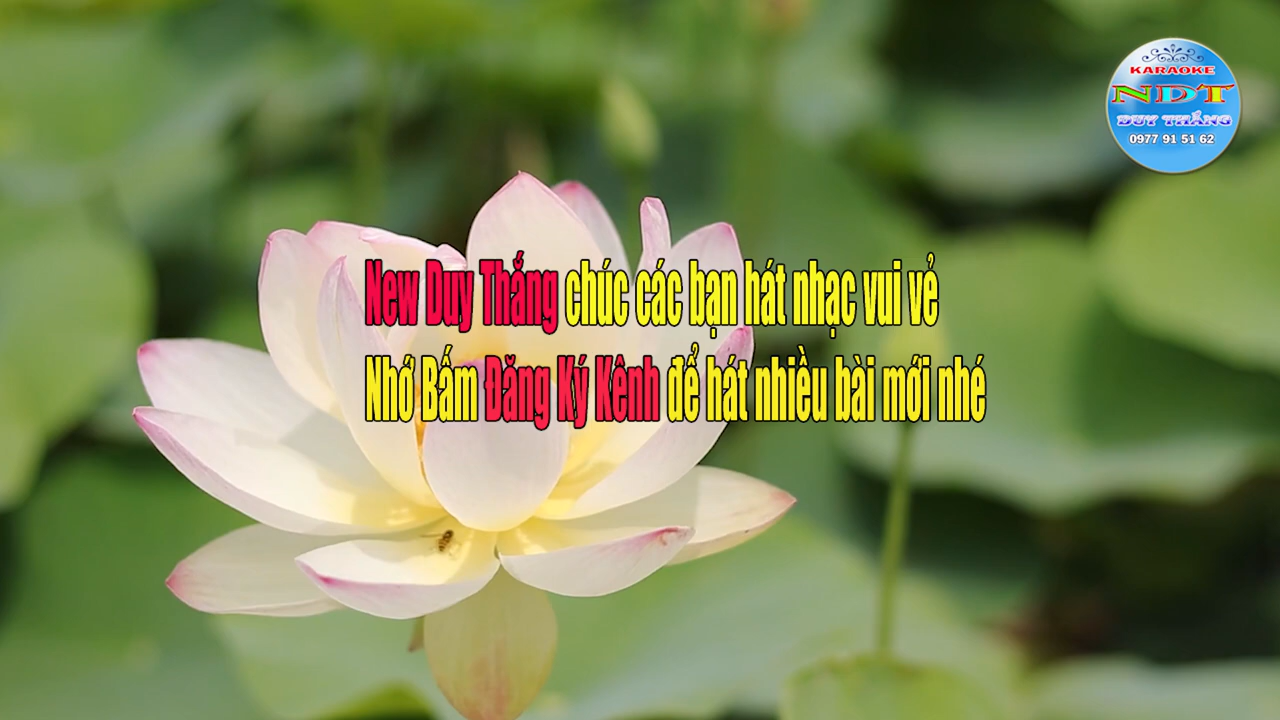 KARAOKE
NDT
DUY THẮNG
0977 91 51 62
New Duy Thắng chúc các bạn hát nhạc vui vẻ
Nhớ Bấm Đăng Ký Kênh để hát nhiều bài mới nhé